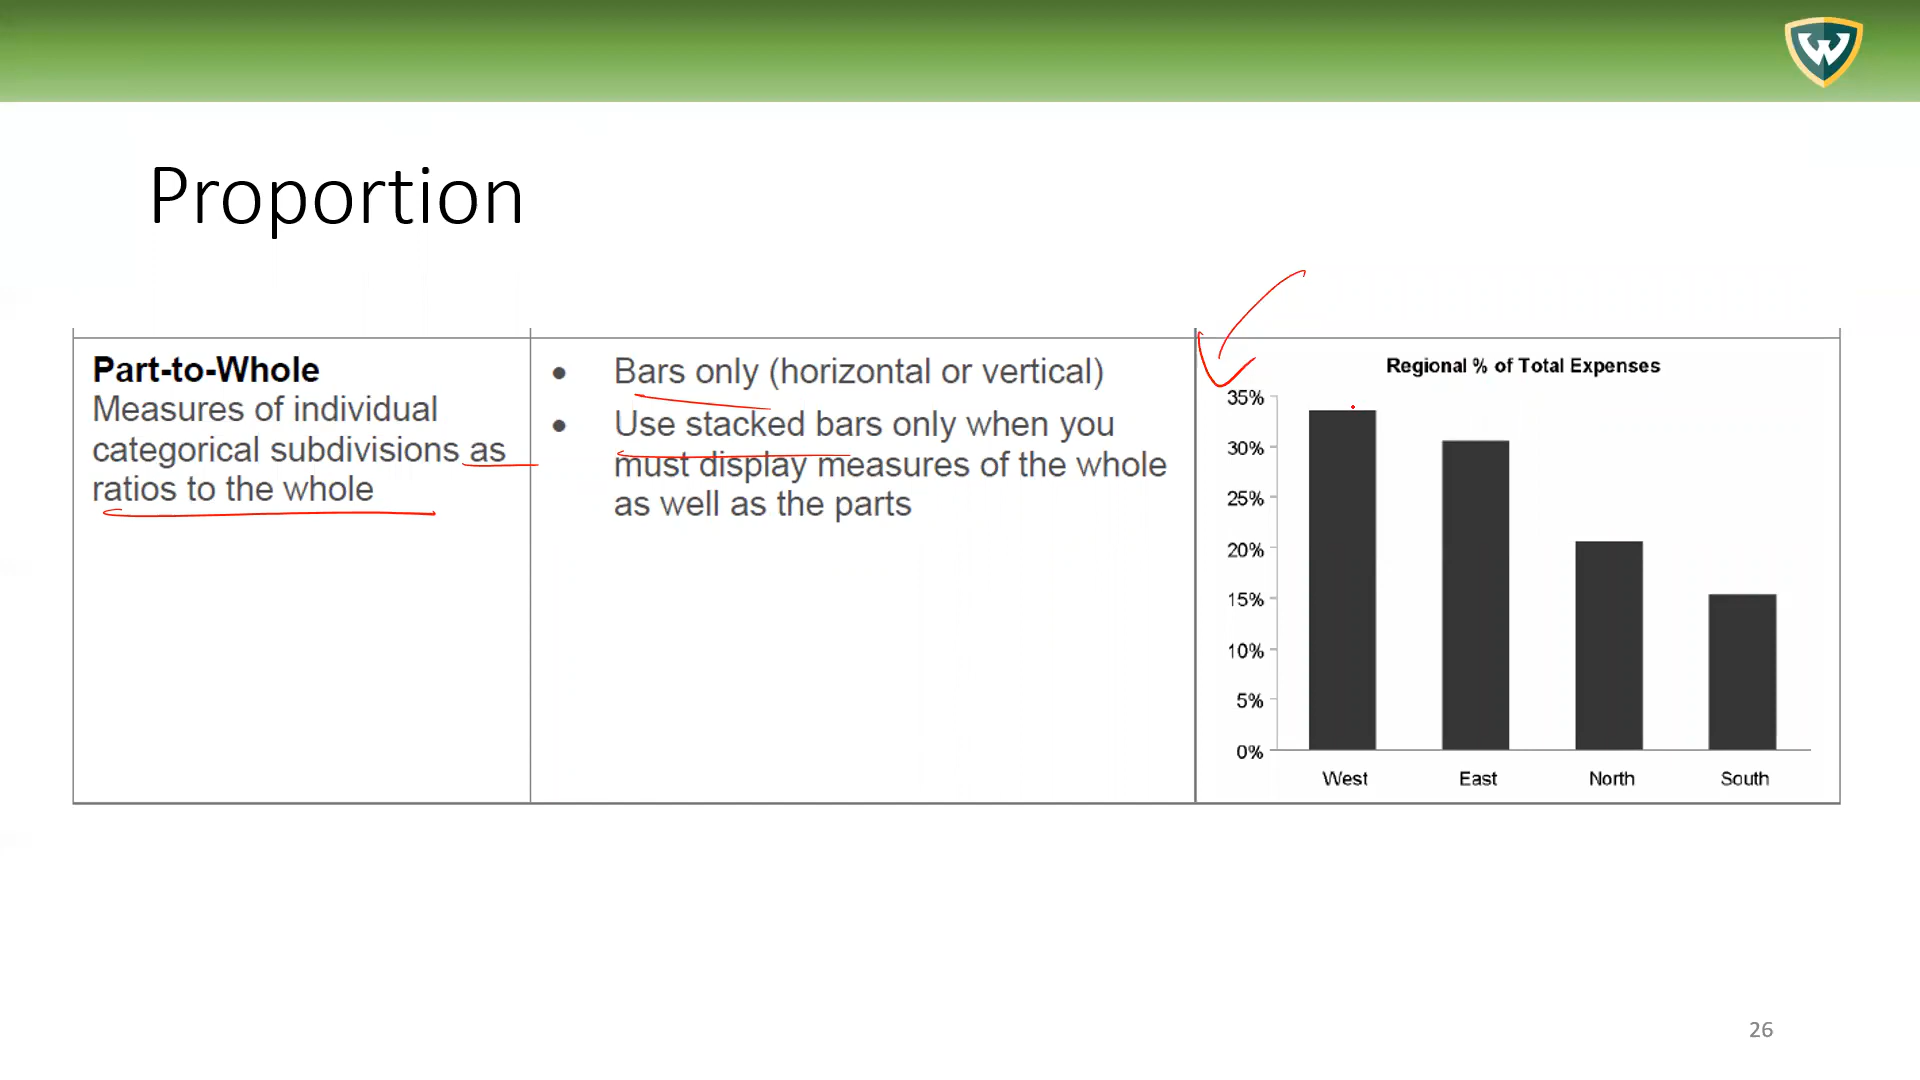 Proportion
Part-to-Whole
Measures of individual
categorical subdivisions as
ratios to the whole
• Bars only (horizontal or vertical)
• Use stacked bars only when you
must display measures of the whole
as well as the parts
Regional % of Total Expenses
35%
30%
25%
20%
15%
10%
5%
0%
West East North South
26